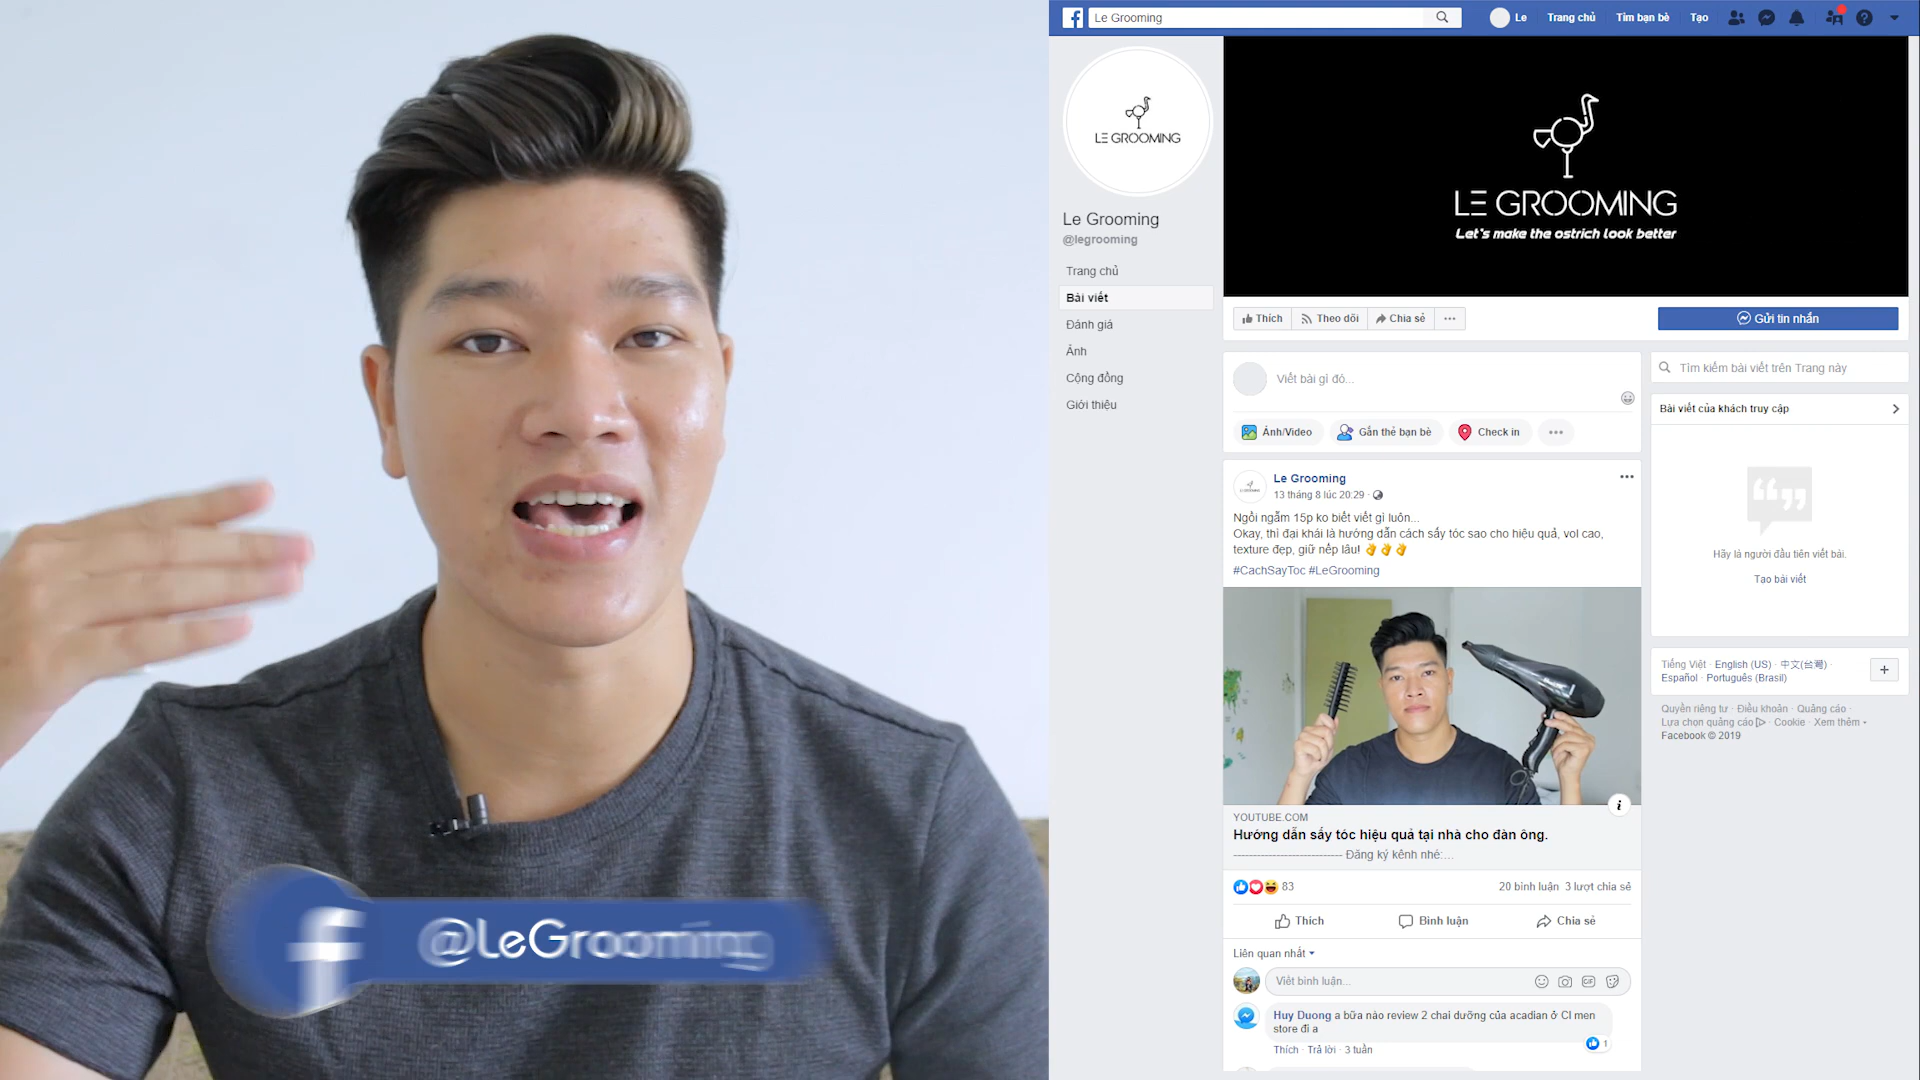 @LeGrooming
Le Grooming
Le
Trang chủ
Tìm bạn bè
Tạo
LE GROOMING
Le Grooming
@legrooming
Trang chủ
Bài viết
Đánh giá
Ảnh
Cộng đồng
Giới thiệu
LE GROOMING
Let's make the ostrich look better
Thích
Theo dõi
Chia sẻ
Gửi tin nhắn
Viết bài gì đó...
Ảnh/Video
Gắn thẻ bạn bè
Check in
Le Grooming
13 tháng 8 lúc 20:29 ·
Ngồi ngẫm 15p ko biết viết gì luôn...
Okay, thì đại khái là hướng dẫn cách sấy tóc sao cho hiệu quả, vol cao,
texture đẹp, giữ nếp lâu! 👌👌👌
#CachSayToc #LeGrooming
YOUTUBE.COM
Hướng dẫn sấy tóc hiệu quả tại nhà cho đàn ông.
---------------------------- Đăng ký kênh nhé:...
83
20 bình luận 3 lượt chia sẻ
Thích
Bình luận
Chia sẻ
Liên quan nhất
Viết bình luận...
GIF
Huy Duong a bữa nào review 2 chai dưỡng của acadian ở Cl men
store đi a
1
Thích · Trả lời · 3 tuần
Tìm kiếm bài viết trên Trang này
Bài viết của khách truy cập
Hãy là người đầu tiên viết bài.
Tạo bài viết
Tiếng Việt · English (US) · 中文(台灣) ·
Español · Português (Brasil)
Quyền riêng tư · Điều khoản · Quảng cáo ·
Lựa chọn quảng cáo · Cookie · Xem thêm
Facebook © 2019